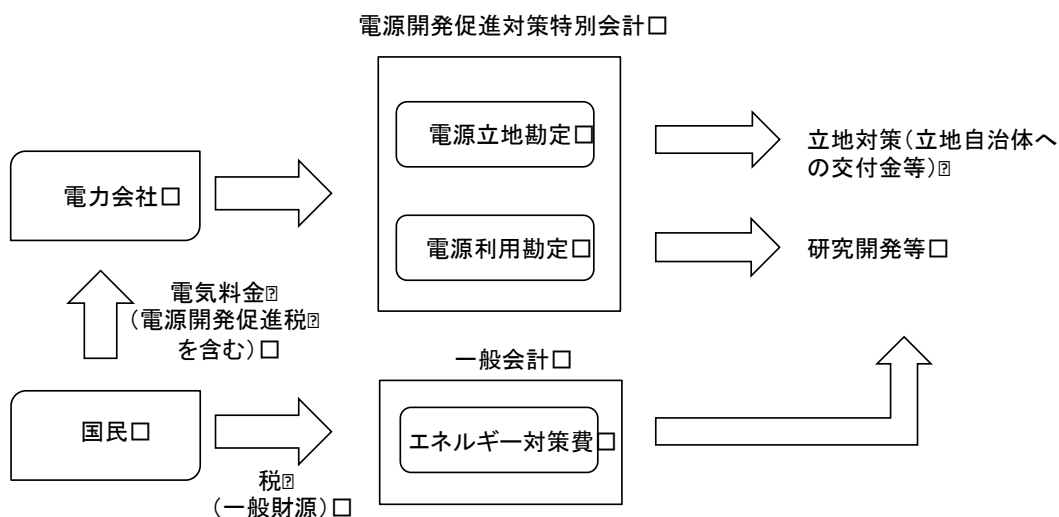 電源開発促進対策特別会計
電源立地勘定
立地対策(立地自治体へ
の交付金等)
電力会社
電源利用勘定
研究開発等
電気料金
(電源開発促進税
を含む)
一般会計
国民
エネルギー対策費
税
(一般財源)